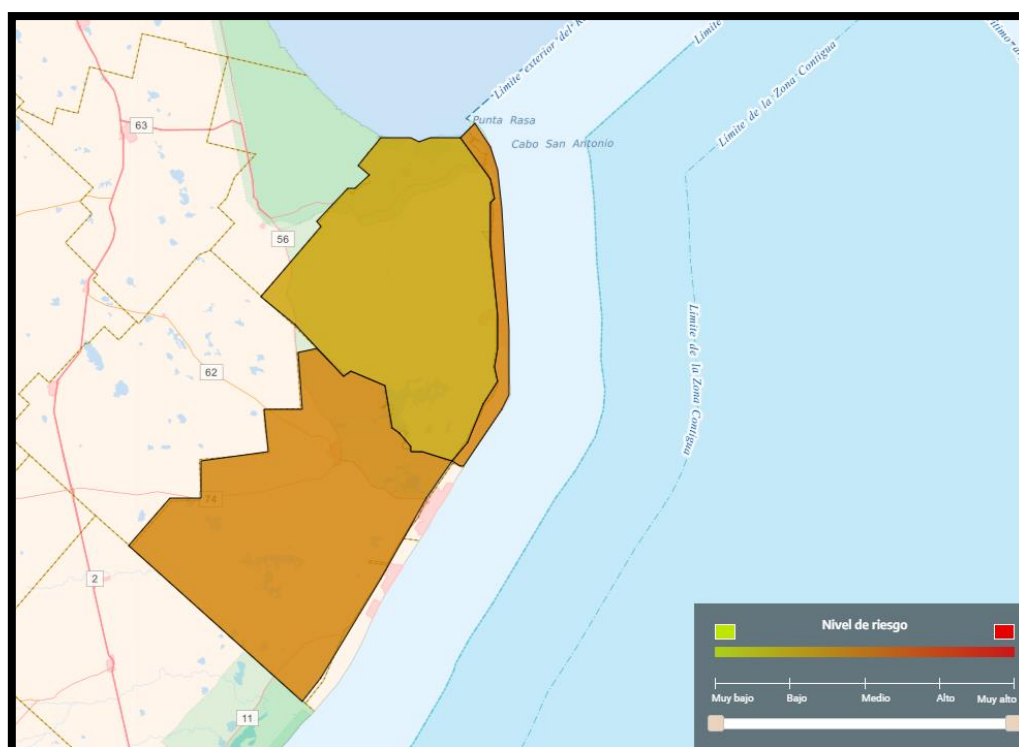 Límite exterior del R
Límite
Límite de la Zona Contigua
63
Punta Rasa
Cabo San Antonio
56
Límite de la Zona Contigua
62
74
2
11
Nivel de riesgo
Muy bajo Bajo Medio Alto Muy alto